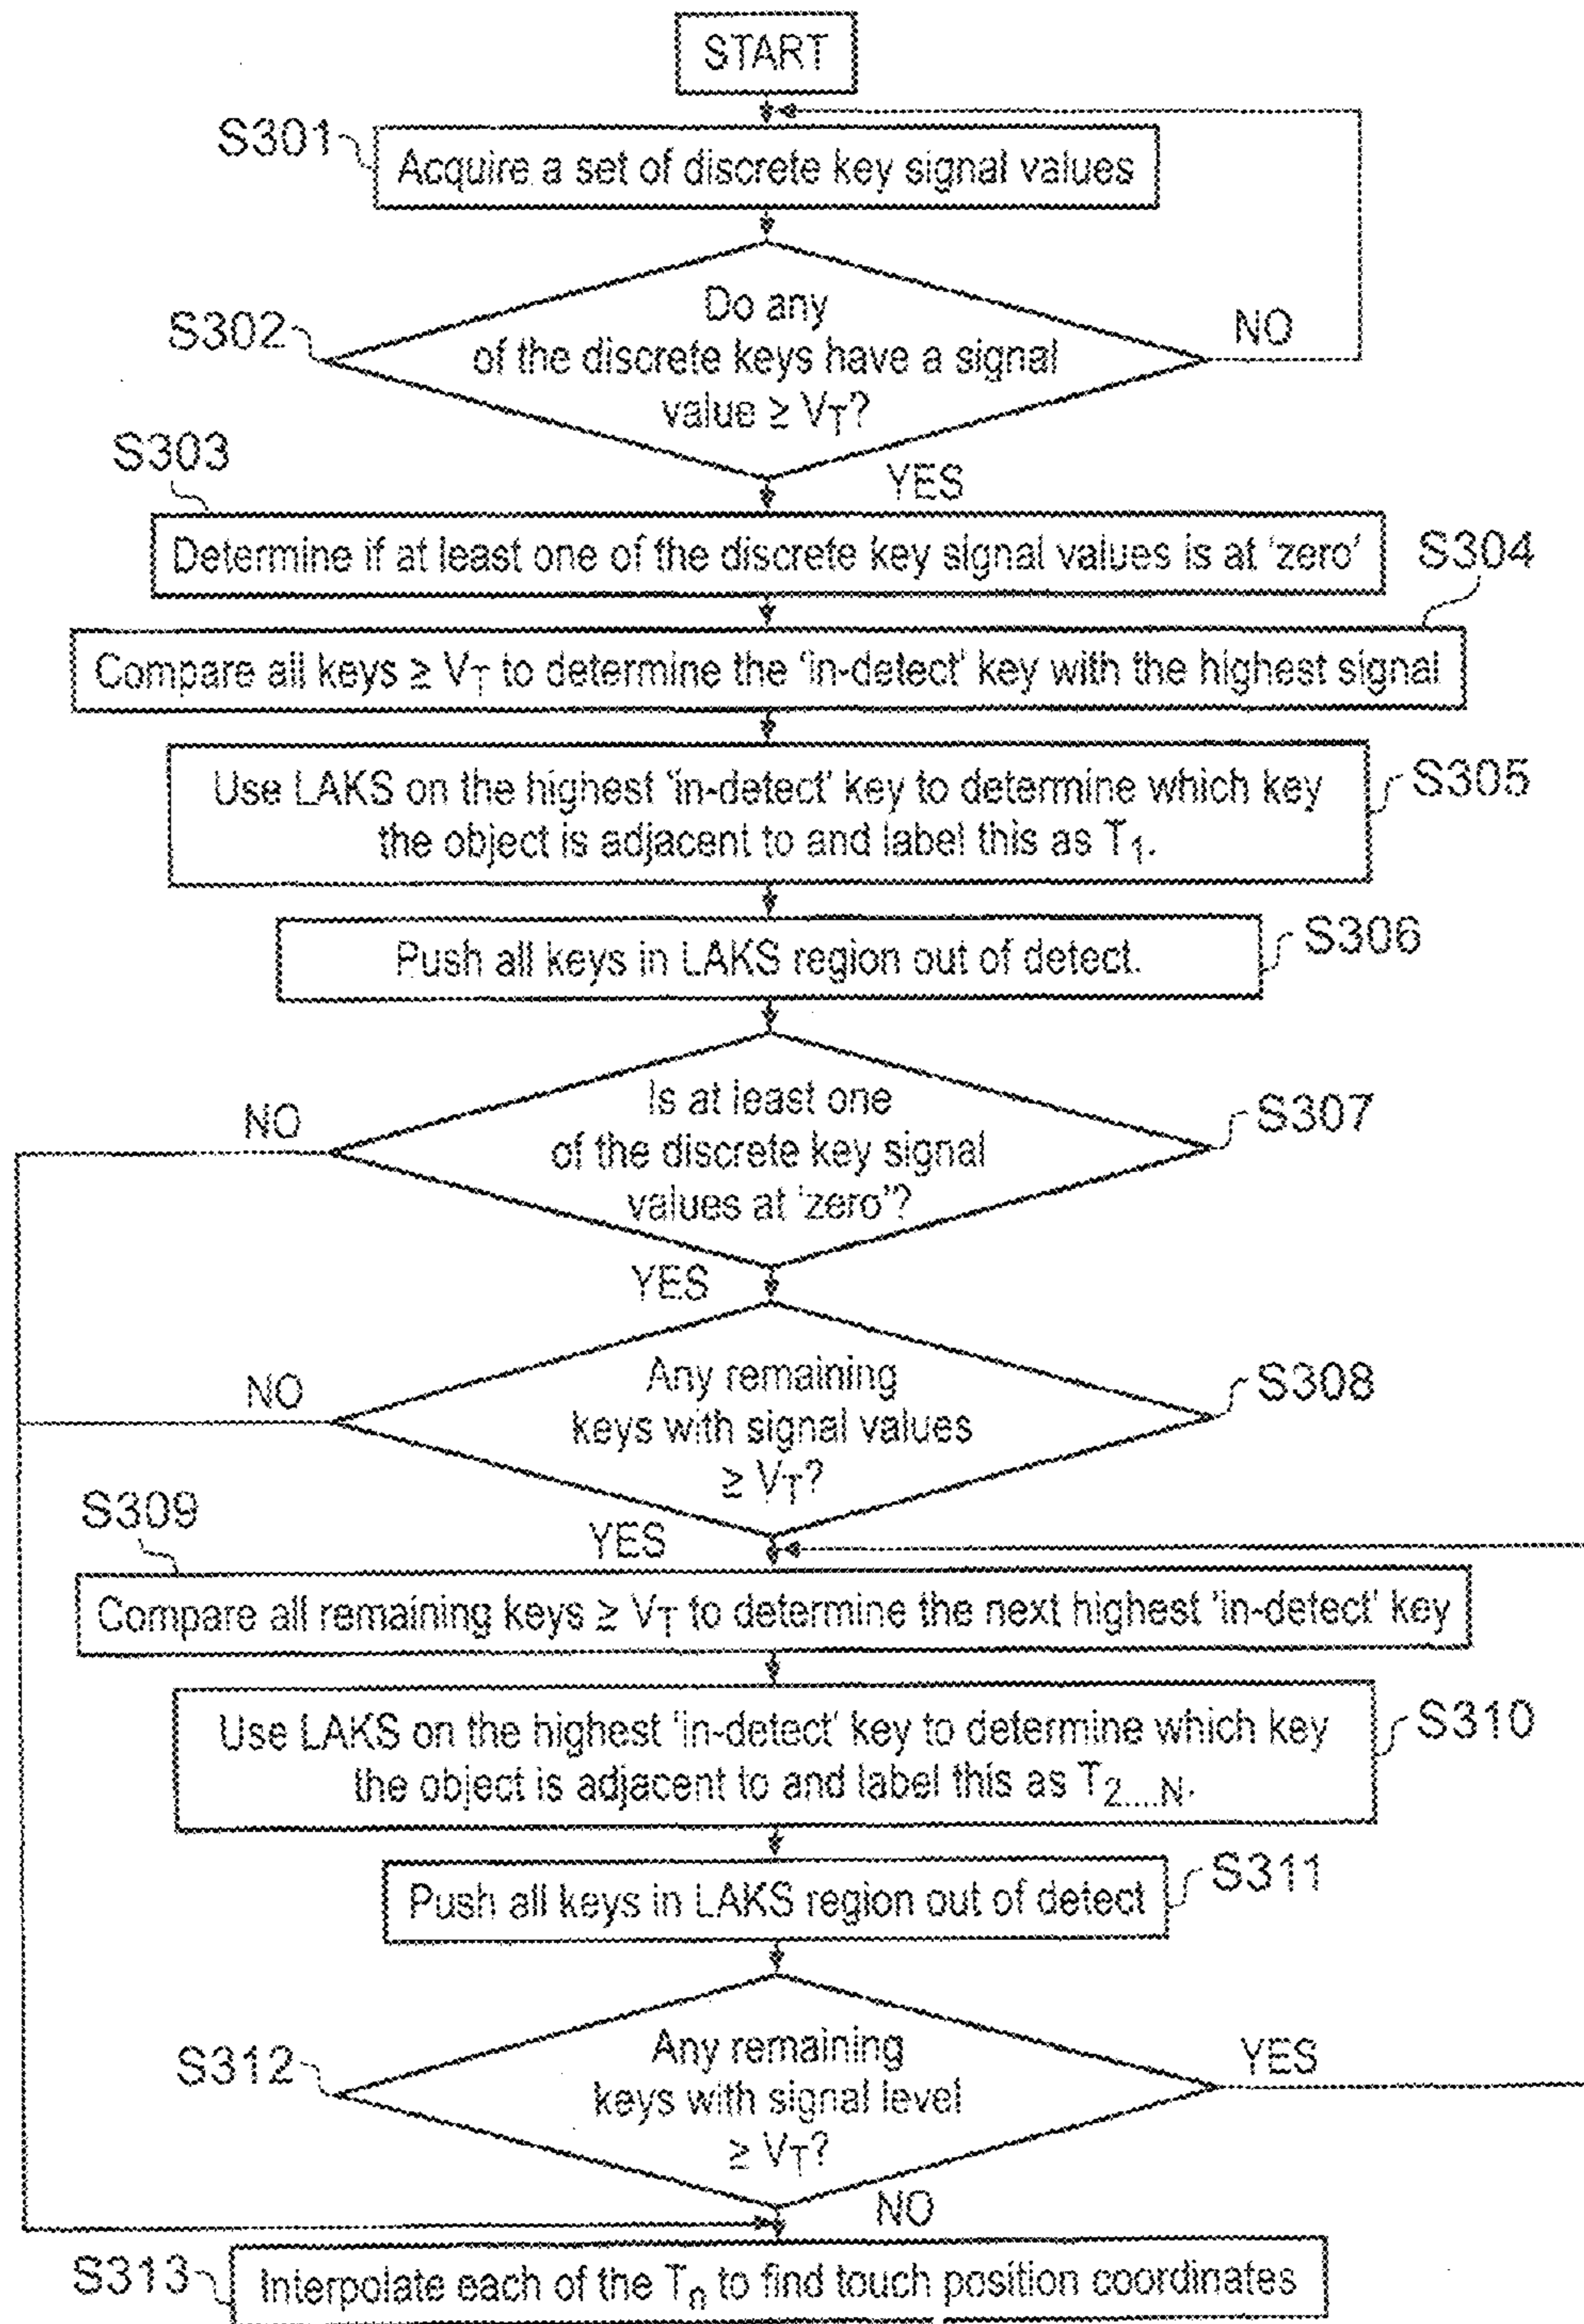 START
S301
Acquire a set of discrete key signal values
S302
Do any
of the discrete keys have a signal
value ≥ VT?
NO
YES
S303
Determine if at least one of the discrete key signal values is at 'zero'
S304
Compare all keys ≥ VT to determine the 'in-detect' key with the highest signal
Use LAKS on the highest 'in-detect' key to determine which key
the object is adjacent to and label this as T1.
S305
Push all keys in LAKS region out of detect.
S306
Is at least one
of the discrete key signal
values at 'zero'?
S307
NO
YES
Any remaining
keys with signal values
≥ VT?
S308
NO
YES
S309
Compare all remaining keys ≥ VT to determine the next highest 'in-detect' key
Use LAKS on the highest 'in-detect' key to determine which key
the object is adjacent to and label this as T2....N.
S310
Push all keys in LAKS region out of detect
S311
S312
Any remaining
keys with signal level
≥ VT?
YES
NO
S313
Interpolate each of the Tn to find touch position coordinates